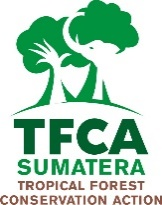 TFCA
SUMATERA
TROPICAL FOREST
CONSERVATION ACTION